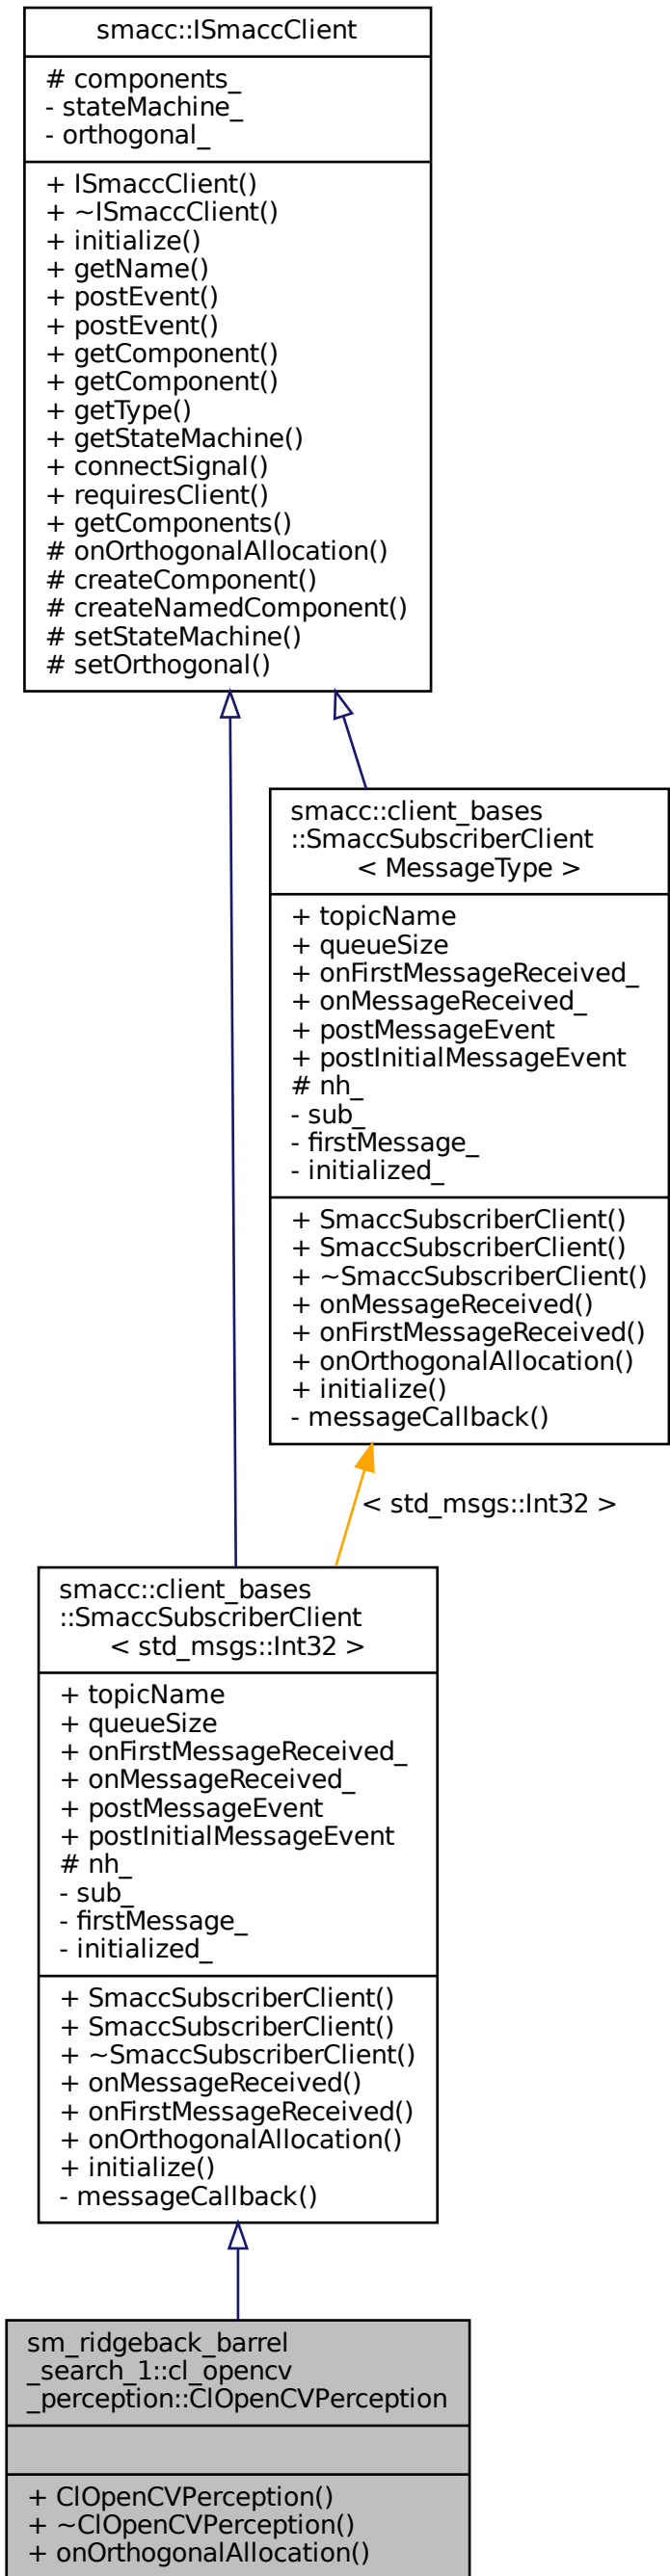 smacc::ISmaccClient
# components_
- stateMachine_
- orthogonal_
+ ISmaccClient()
+ ~ISmaccClient()
+ initialize()
+ getName()
+ postEvent()
+ postEvent()
+ getComponent()
+ getComponent()
+ getType()
+ getStateMachine()
+ connectSignal()
+ requiresClient()
+ getComponents()
# onOrthogonalAllocation()
# createComponent()
# createNamedComponent()
# setStateMachine()
# setOrthogonal()
smacc::client_bases
::SmaccSubscriberClient
< MessageType >
+ topicName
+ queueSize
+ onFirstMessageReceived_
+ onMessageReceived_
+ postMessageEvent
+ postInitialMessageEvent
# nh_
- sub_
- firstMessage_
- initialized_
+ SmaccSubscriberClient()
+ SmaccSubscriberClient()
+ ~SmaccSubscriberClient()
+ onMessageReceived()
+ onFirstMessageReceived()
+ onOrthogonalAllocation()
+ initialize()
- messageCallback()
< std_msgs::Int32 >
smacc::client_bases
::SmaccSubscriberClient
< std_msgs::Int32 >
+ topicName
+ queueSize
+ onFirstMessageReceived_
+ onMessageReceived_
+ postMessageEvent
+ postInitialMessageEvent
# nh_
- sub_
- firstMessage_
- initialized_
+ SmaccSubscriberClient()
+ SmaccSubscriberClient()
+ ~SmaccSubscriberClient()
+ onMessageReceived()
+ onFirstMessageReceived()
+ onOrthogonalAllocation()
+ initialize()
- messageCallback()
sm_ridgeback_barrel
_search_1::cl_opencv
_perception::ClOpenCVPerception
+ ClOpenCVPerception()
+ ~ClOpenCVPerception()
+ onOrthogonalAllocation()